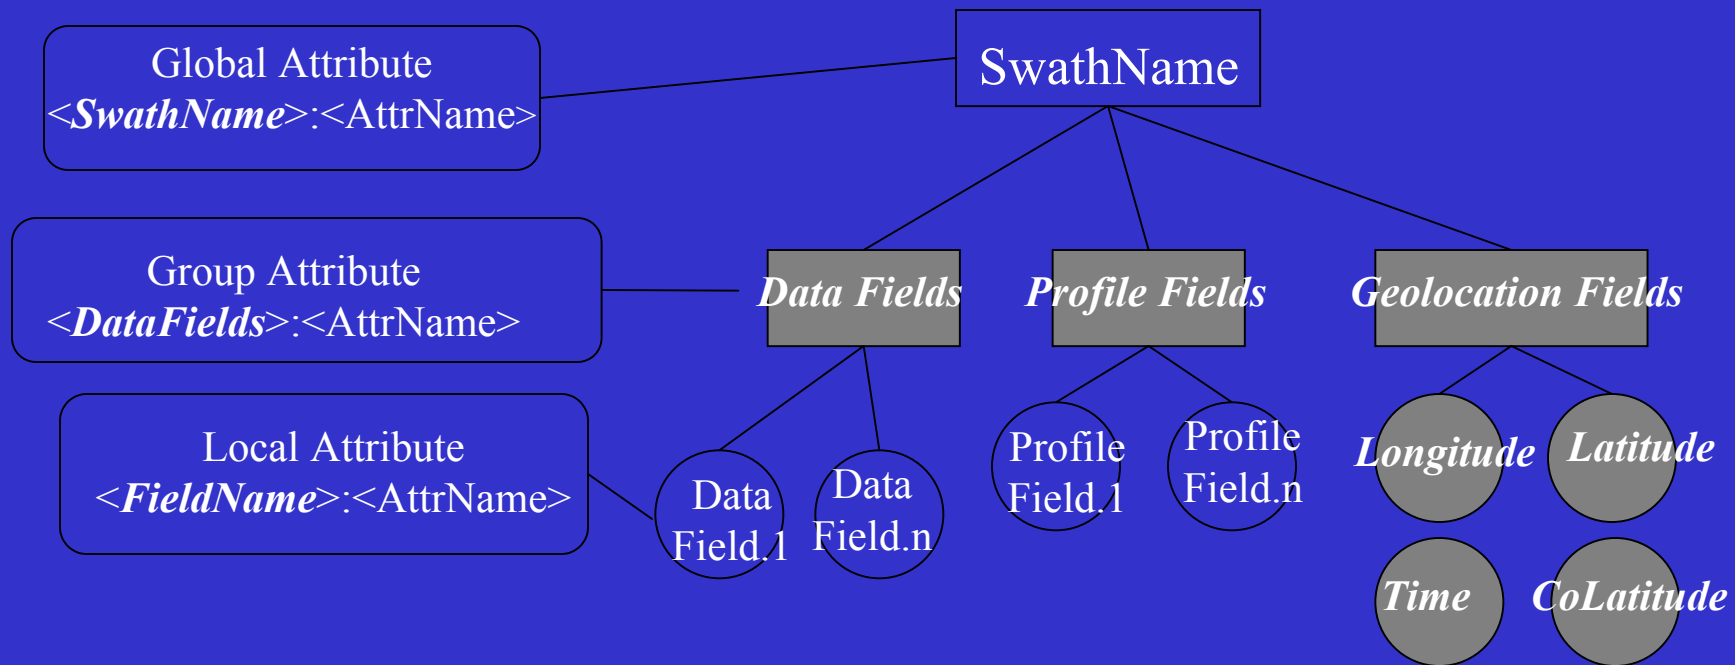 Global Attribute
<SwathName>:<AttrName>
SwathName
Group Attribute
<DataFields>:<AttrName>
Data Fields
Profile Fields
Geolocation Fields
Local Attribute
<FieldName>:<AttrName>
Data
Field.1
Data
Field.n
Profile
Field.1
Profile
Field.n
Longitude
Latitude
Time
CoLatitude